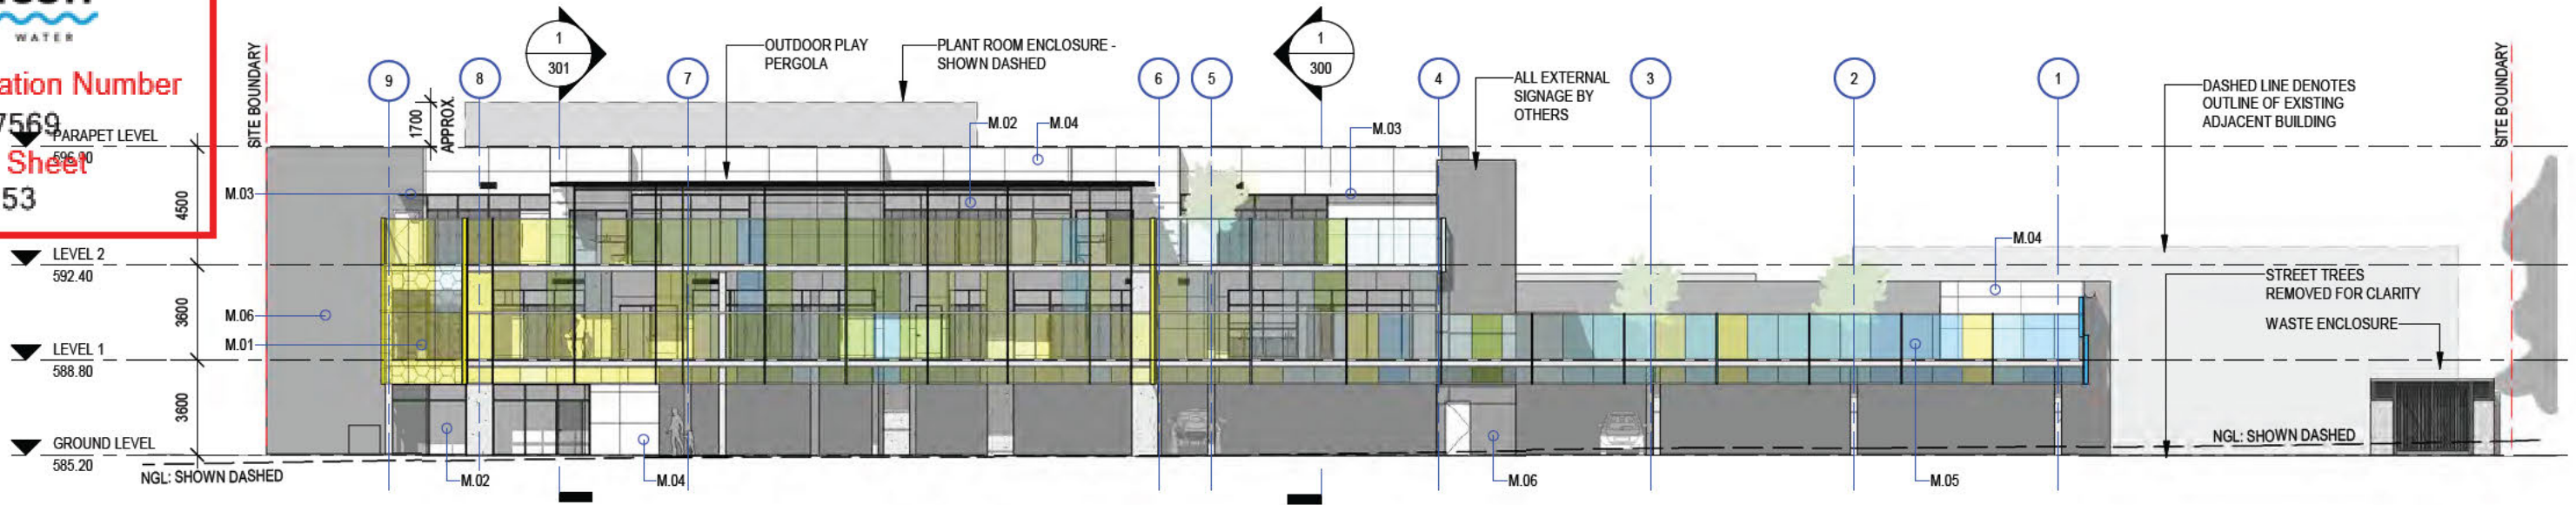 WATER
ation Number
7569
Sheet
53
SITE BOUNDARY
9
8
1
301
7
OUTDOOR PLAY
PERGOLA
PLANT ROOM ENCLOSURE -
SHOWN DASHED
6
5
1
300
4
ALL EXTERNAL
SIGNAGE BY
OTHERS
3
2
1
DASHED LINE DENOTES
OUTLINE OF EXISTING
ADJACENT BUILDING
SITE BOUNDARY
1700
APPROX.
PARAPET LEVEL
596.90
M.02
M.04
M.03
M.03
4500
LEVEL 2
592.40
M.04
STREET TREES
REMOVED FOR CLARITY
3600
M.06
WASTE ENCLOSURE
M.01
LEVEL 1
588.80
3600
GROUND LEVEL
585.20
NGL: SHOWN DASHED
NGL: SHOWN DASHED
M.02
M.04
M.06
M.05